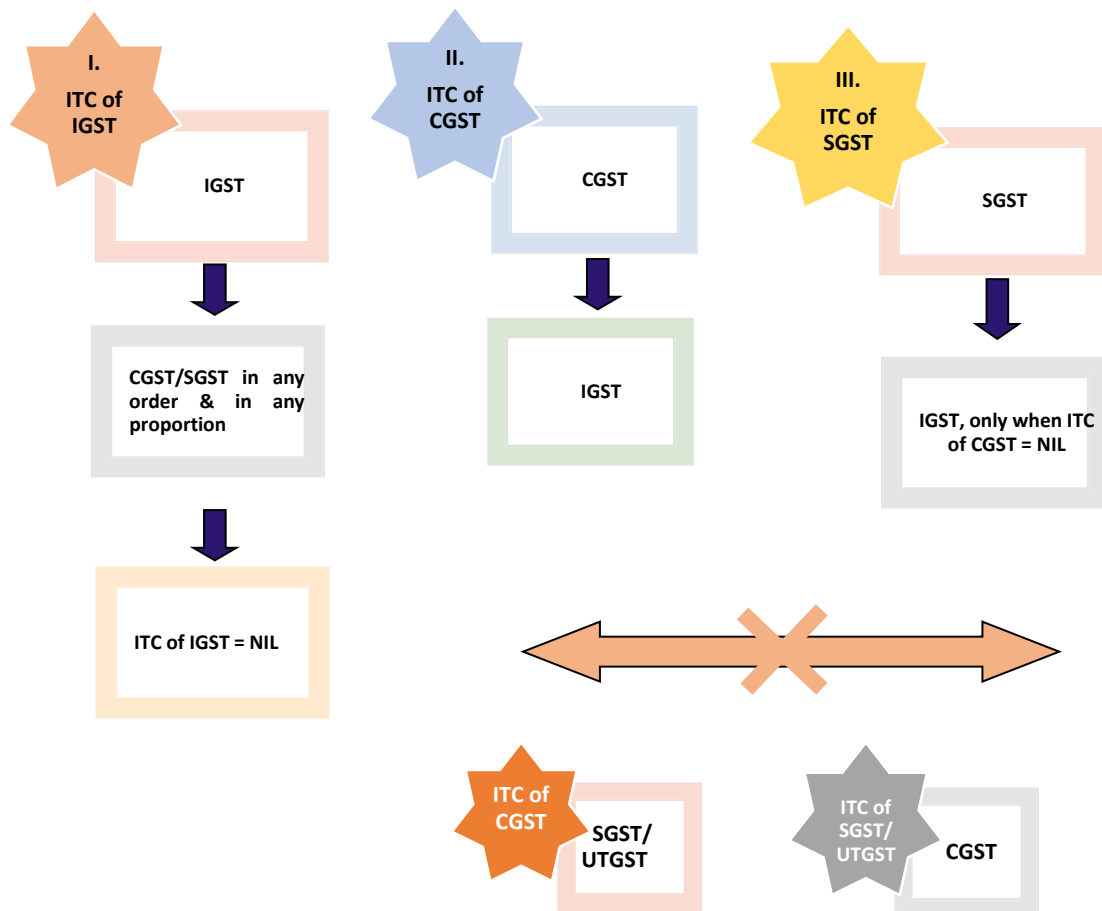 I.
ITC of
IGST
IGST
CGST/SGST in any
order & in any
proportion
ITC of IGST = NIL
II.
ITC of
CGST
CGST
IGST
III.
ITC of
SGST
SGST
IGST, only when ITC
of CGST = NIL
ITC of
CGST
SGST/
UTGST
ITC of
SGST/
UTGST
CGST